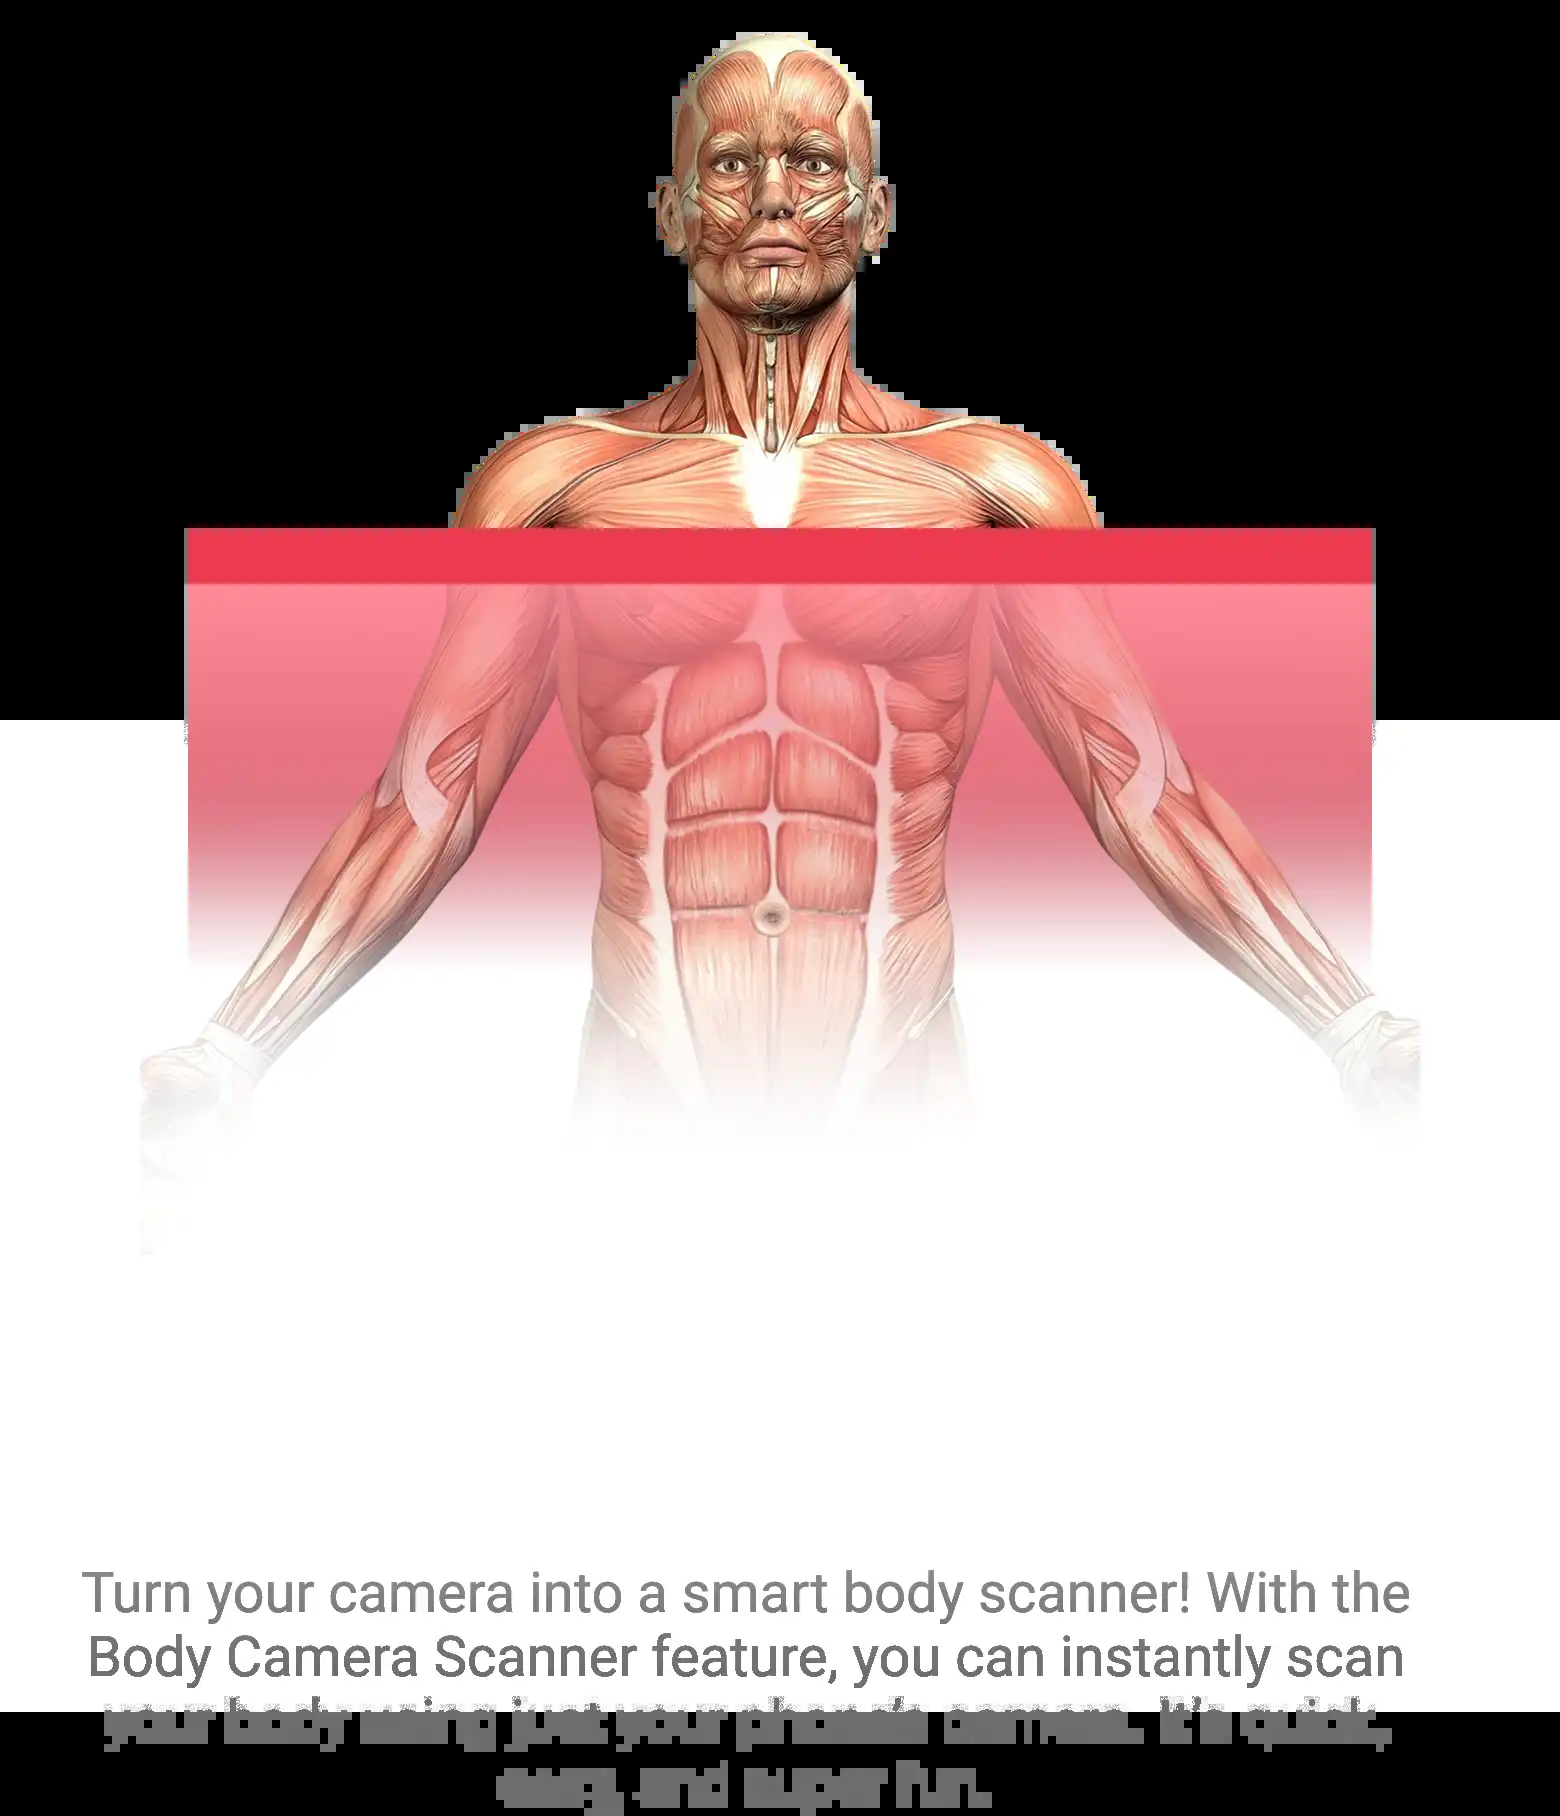 Turn your camera into a smart body scanner! With the
Body Camera Scanner feature, you can instantly scan
your body using just your phone's camera. It's quick,
easy, and super fun.